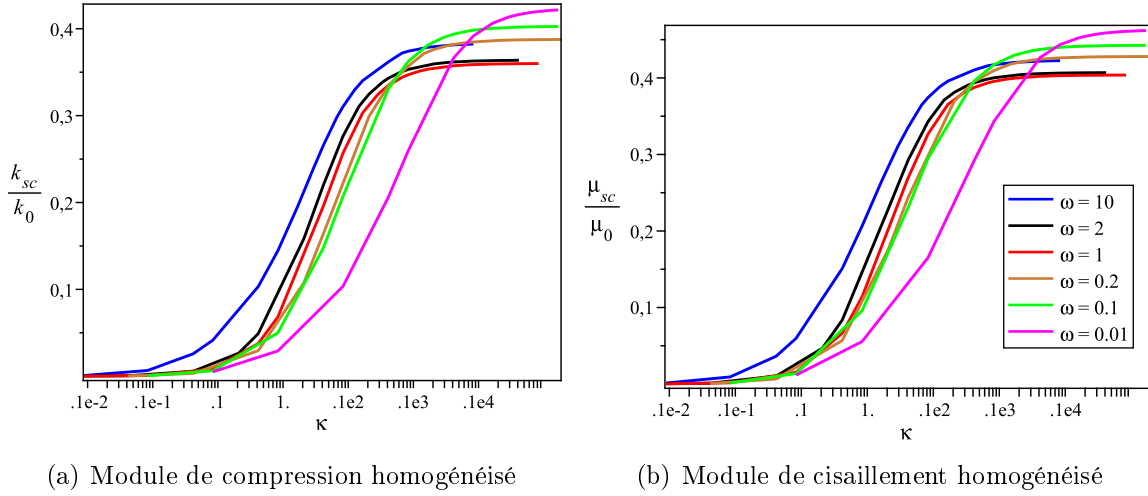 0,4
0,3
0,2
0,1
k_sc
k_0
.1e-2 .1e-1 .1 1. .1e2 .1e3 .1e4
κ
0,4
0,3
0,2
0,1
0
μ_sc
μ_0
.1e-2 .1e-1 .1 1. .1e2 .1e3 .1e4
κ
ω = 10
ω = 2
ω = 1
ω = 0.2
ω = 0.1
ω = 0.01
(a) Module de compression homogénéisé
(b) Module de cisaillement homogénéisé